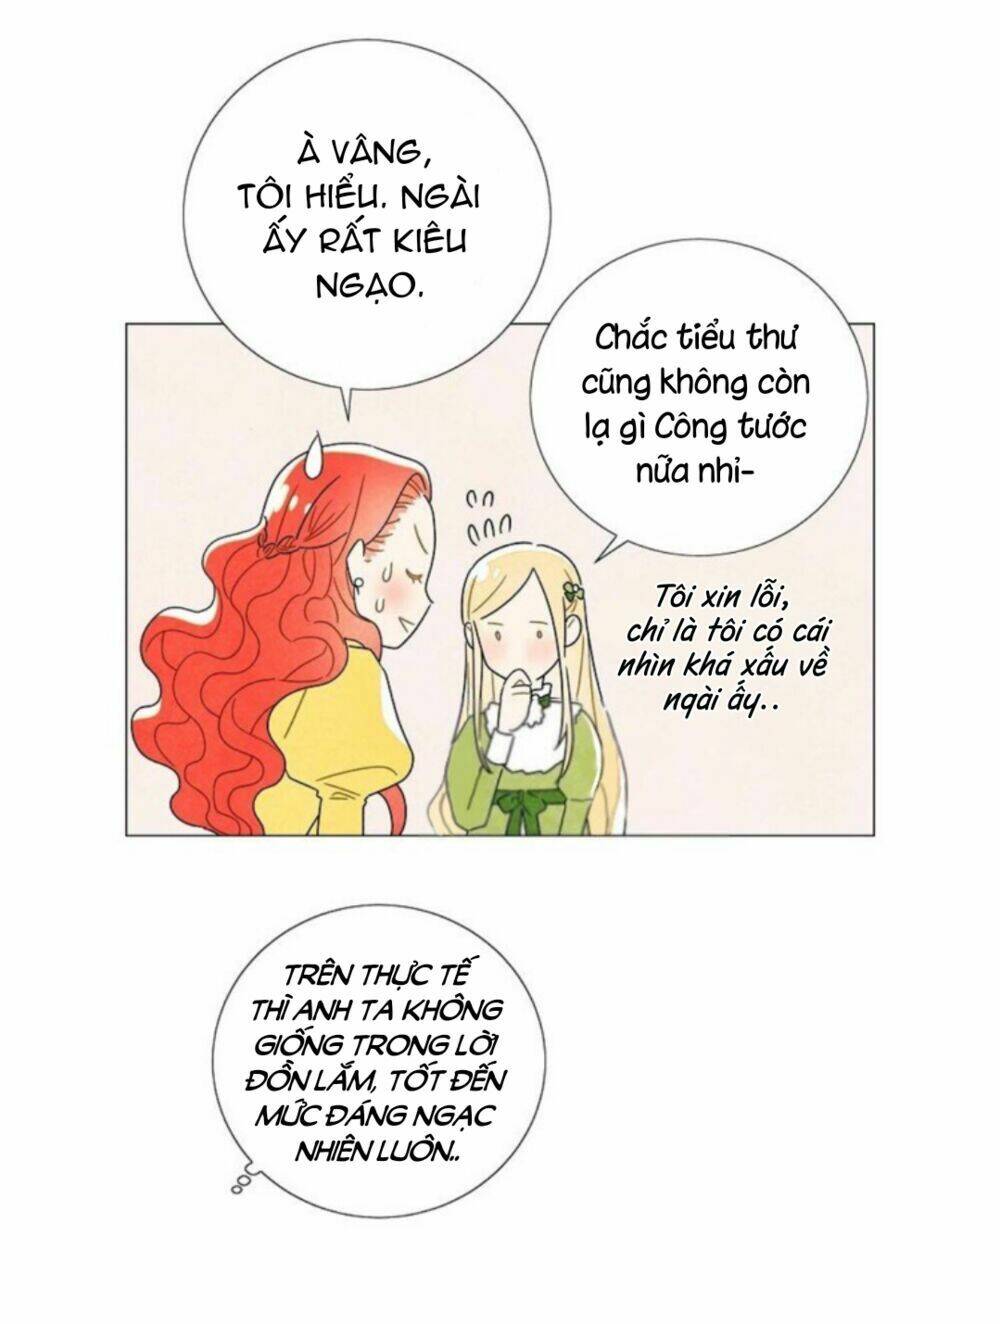 À VÂNG,
TÔI HIỂU. NGÀI
ẤY RẤT KIÊU
NGẠO.
Chắc tiểu thư
cũng không còn
lạ gì Công tước
nữa nhỉ-
Tôi xin lỗi,
chỉ là tôi có cái
nhìn khá xấu về
ngài ấy..
TRÊN THỰC TẾ
THÌ ANH TA KHÔNG
GIỐNG TRONG LỜI
ĐỒN LẮM, TỐT ĐẾN
MỨC ĐÁNG NGẠC
NHIÊN LUÔN..